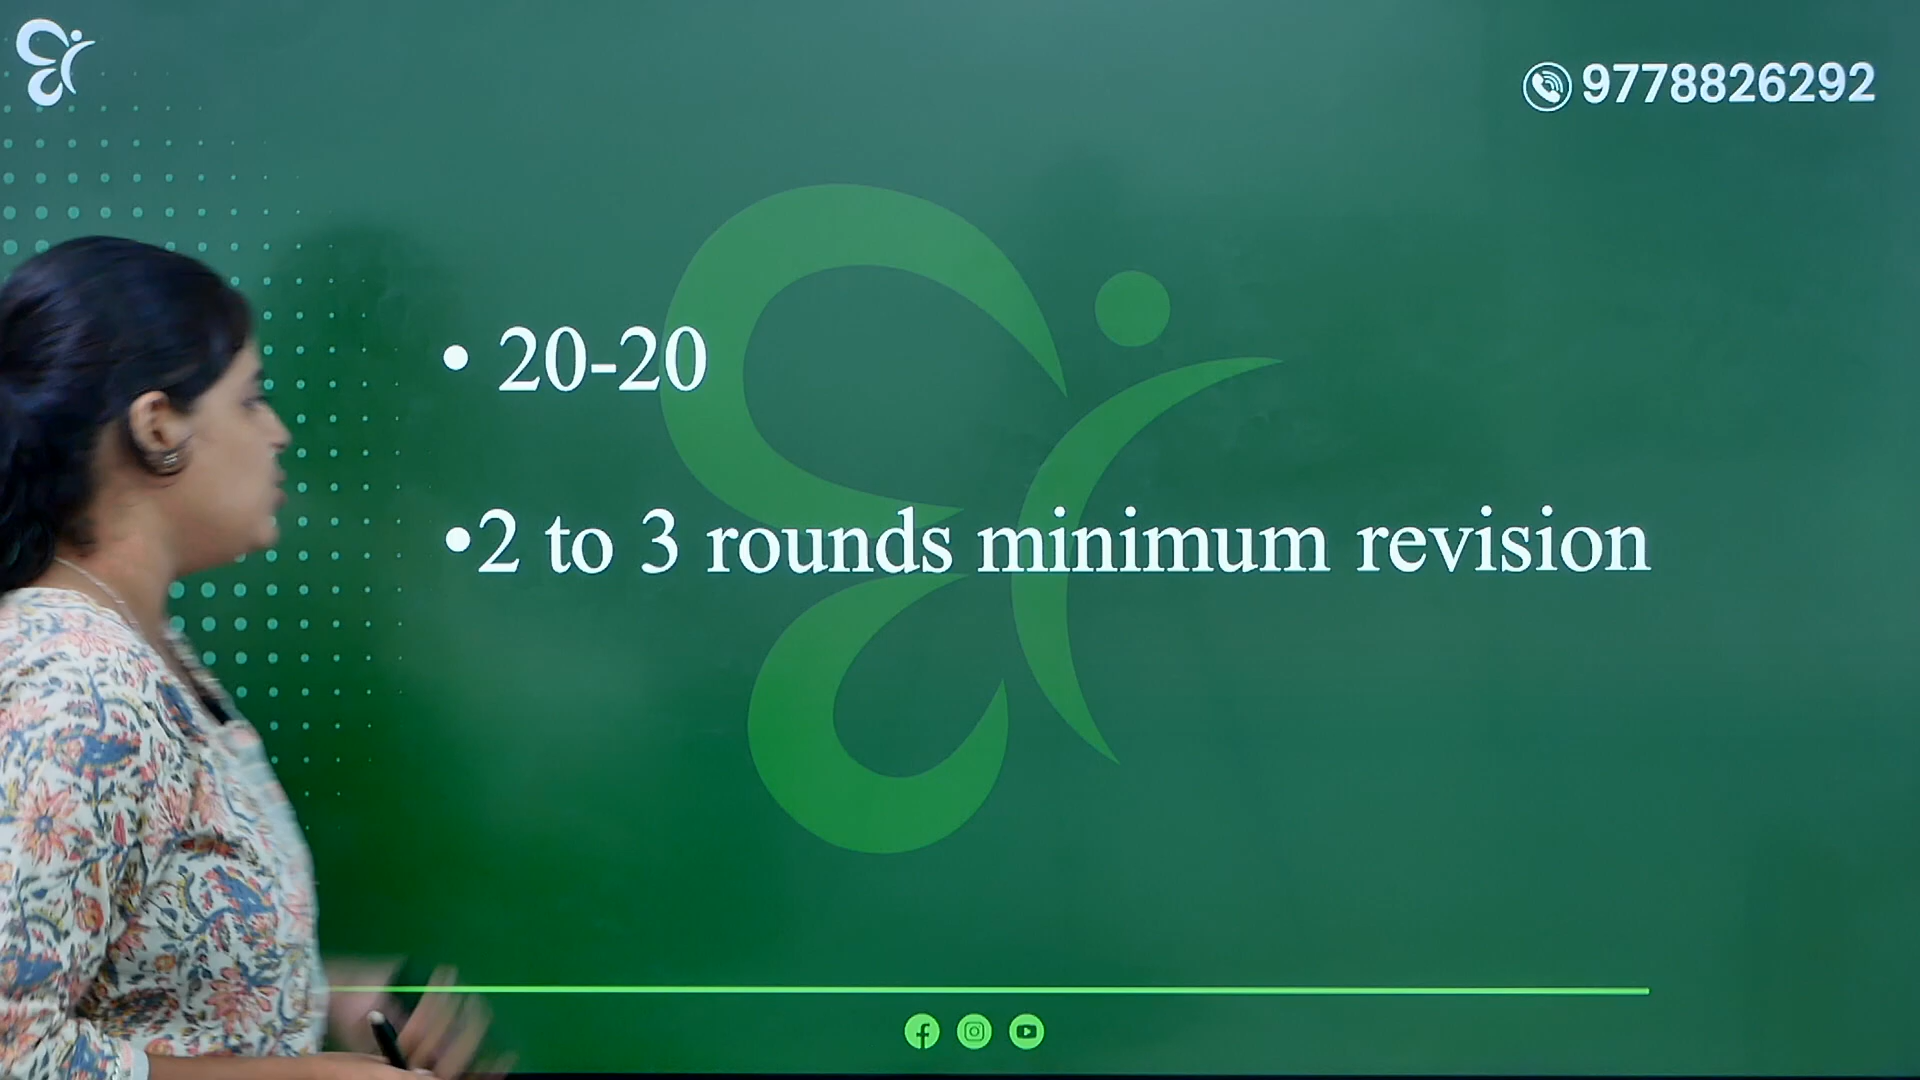 9778826292
• 20-20
•2 to 3 rounds minimum revision